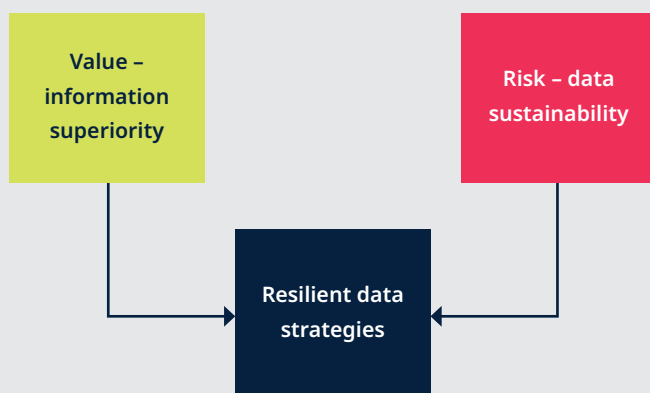 Value –
information
superiority
Risk – data
sustainability
Resilient data
strategies